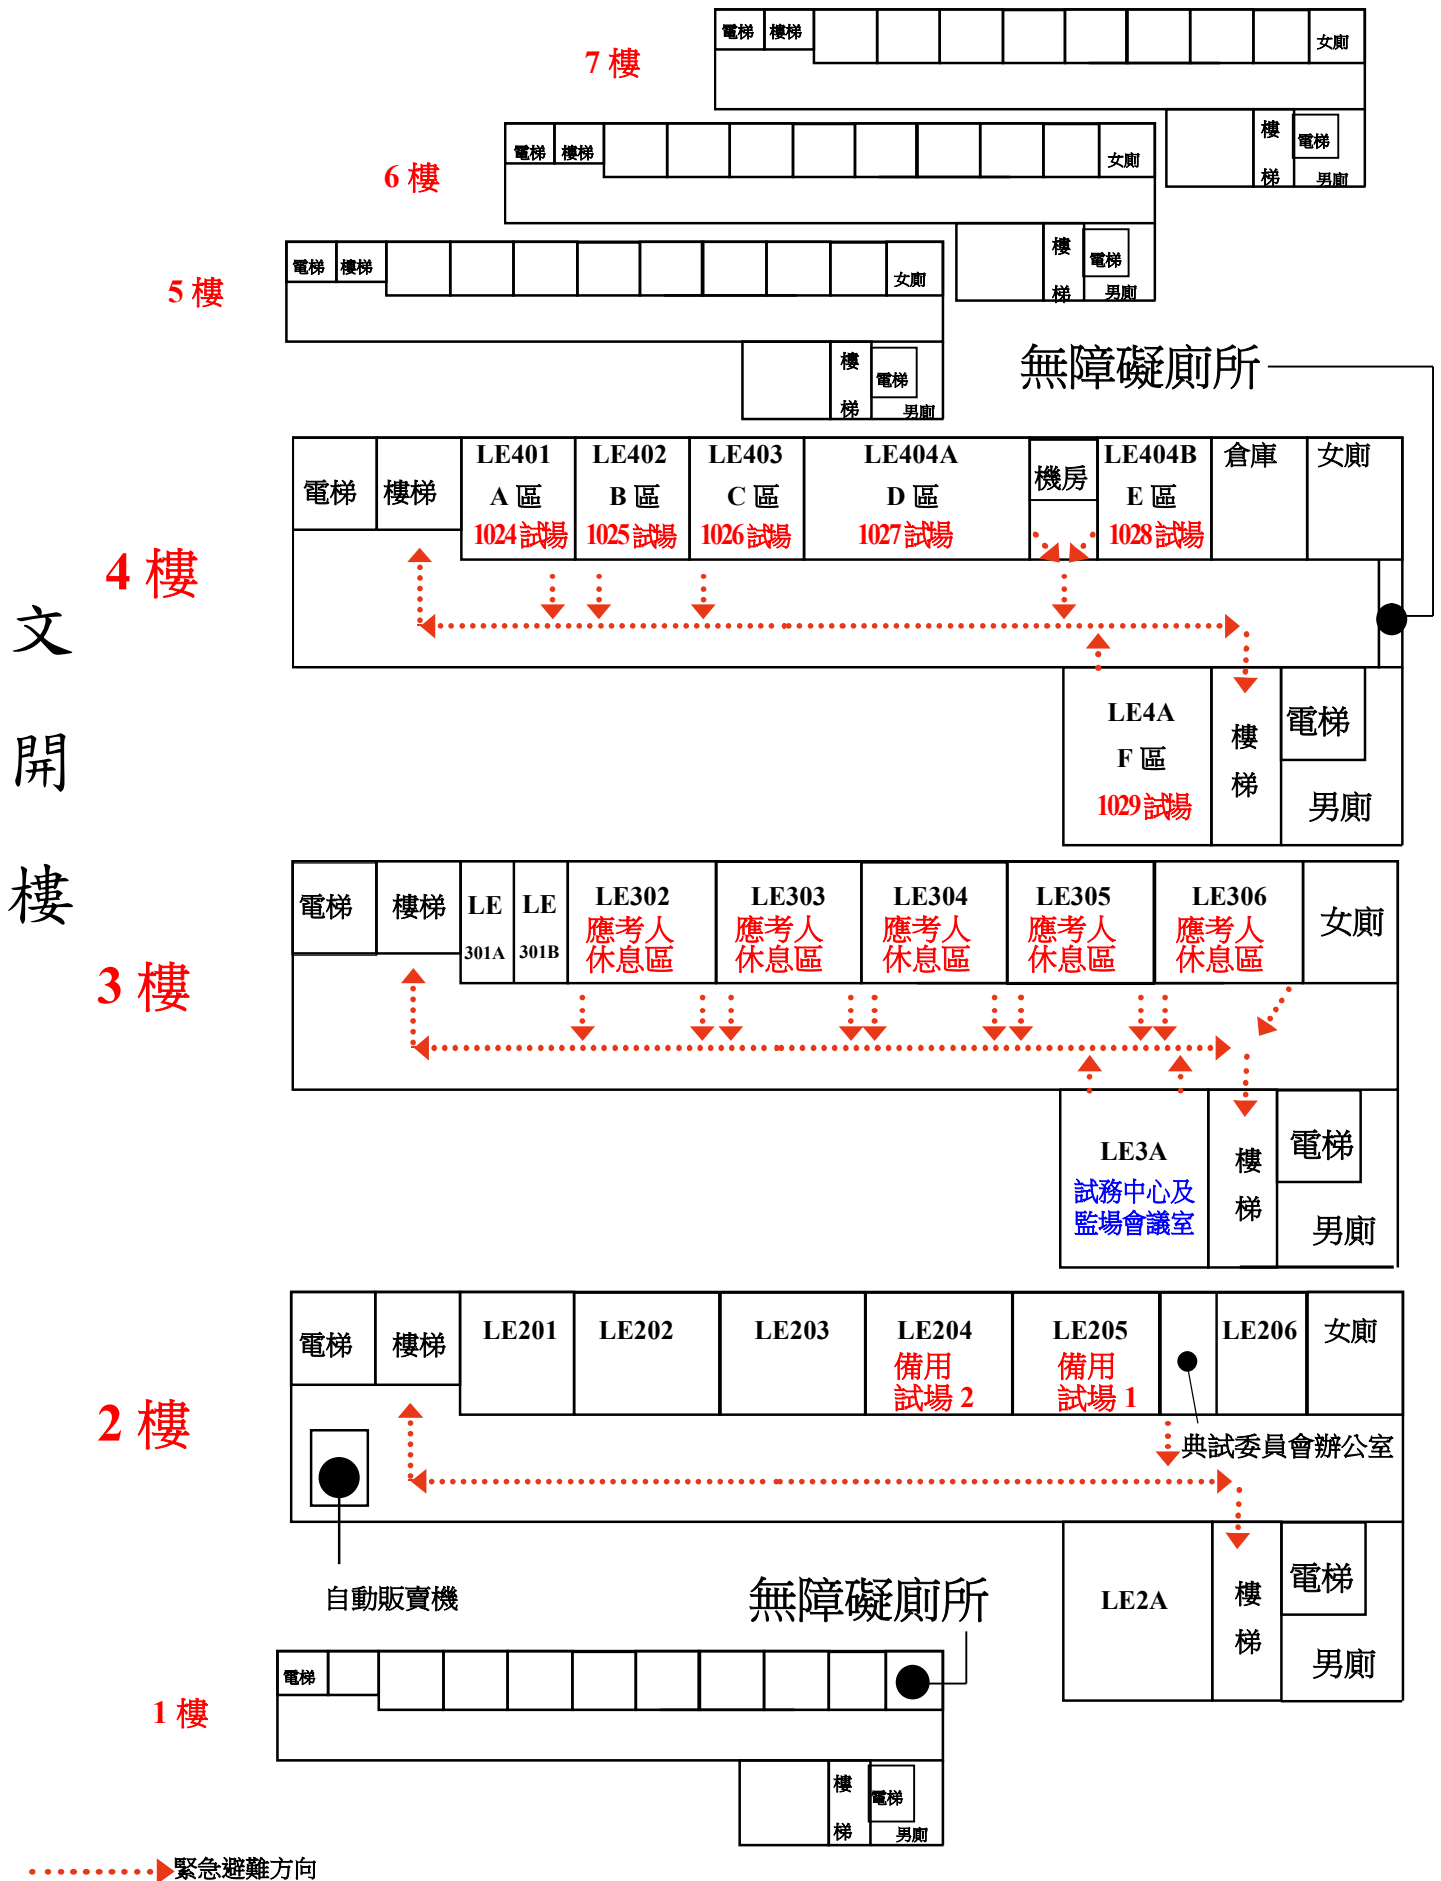 電梯 樓梯 女廁
7 樓
樓梯 電梯
男廁
電梯 樓梯 女廁
6 樓
樓梯 電梯
男廁
電梯 樓梯 女廁
5 樓
樓梯 電梯
男廁
無障礙廁所
文開樓
4 樓
電梯
樓梯
LE401
A 區
1024 試場
LE402
B 區
1025 試場
LE403
C 區
1026 試場
LE404A
D 區
1027 試場
機房
LE404B
E 區
1028 試場
倉庫
女廁
LE4A
F 區
1029 試場
樓梯
電梯
男廁
3 樓
電梯
樓梯
LE
301A
LE
301B
LE302
應考人
休息區
LE303
應考人
休息區
LE304
應考人
休息區
LE305
應考人
休息區
LE306
應考人
休息區
女廁
LE3A
試務中心及
監場會議室
樓梯
電梯
男廁
2 樓
電梯
樓梯
LE201
LE202
LE203
LE204
備用
試場 2
LE205
備用
試場 1
LE206
女廁
典試委員會辦公室
自動販賣機
LE2A
樓梯
電梯
男廁
無障礙廁所
1 樓
電梯
樓梯
電梯
男廁
緊急避難方向